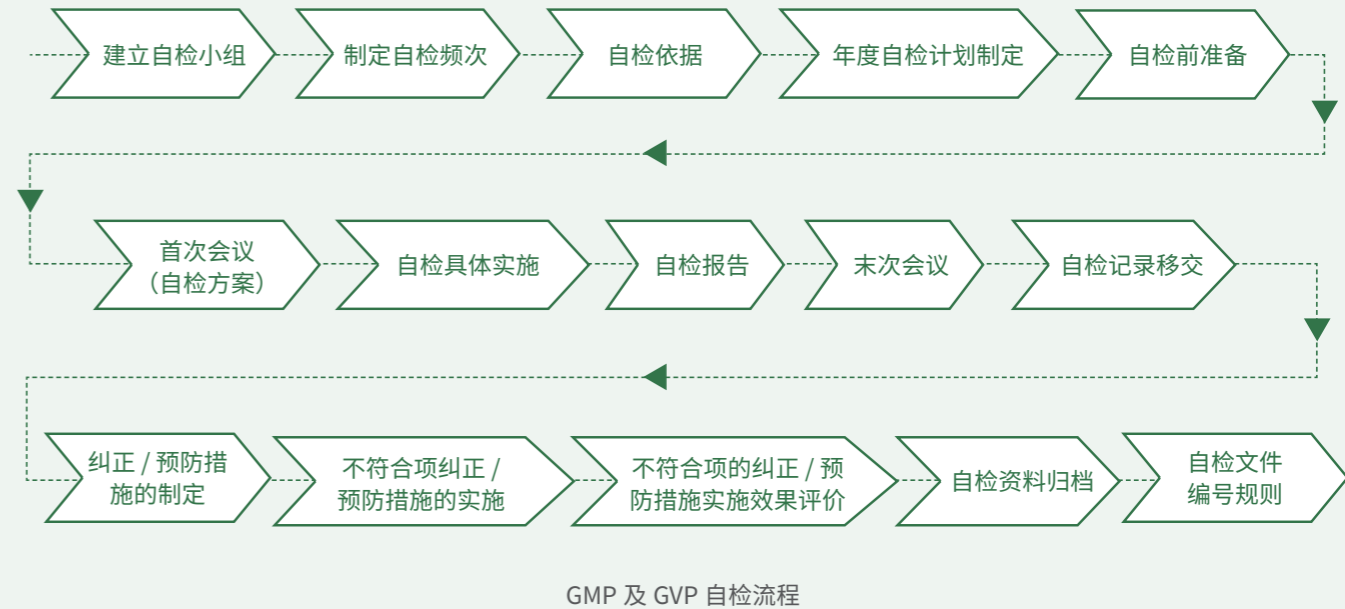 建立自检小组
制定自检频次
自检依据
年度自检计划制定
自检前准备
首次会议
（自检方案）
自检具体实施
自检报告
末次会议
自检记录移交
纠正 / 预防措
施的制定
不符合项纠正 /
预防措施的实施
不符合项的纠正 / 预
防措施实施效果评价
自检资料归档
自检文件
编号规则
GMP 及 GVP 自检流程